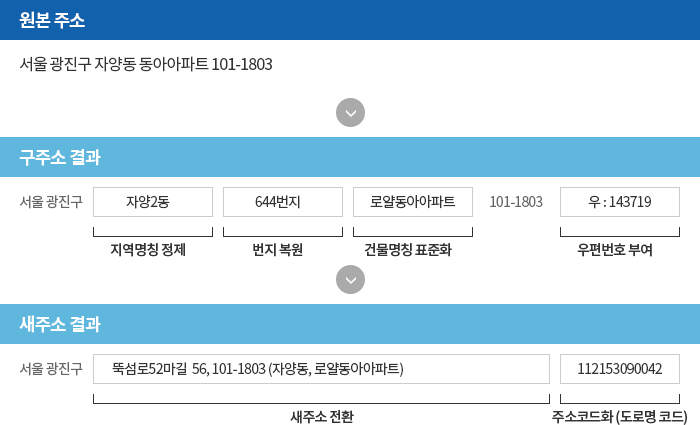 원본 주소
서울 광진구 자양동 동아아파트 101-1803
구주소 결과
서울 광진구 자양2동 644번지 로얄동아아파트 101-1803 우 : 143719
지역명칭 정제 번지 복원 건물명칭 표준화 우편번호 부여
새주소 결과
서울 광진구 뚝섬로52마길 56, 101-1803 (자양동, 로얄동아아파트) 112153090042
새주소 전환 주소코드화 (도로명 코드)